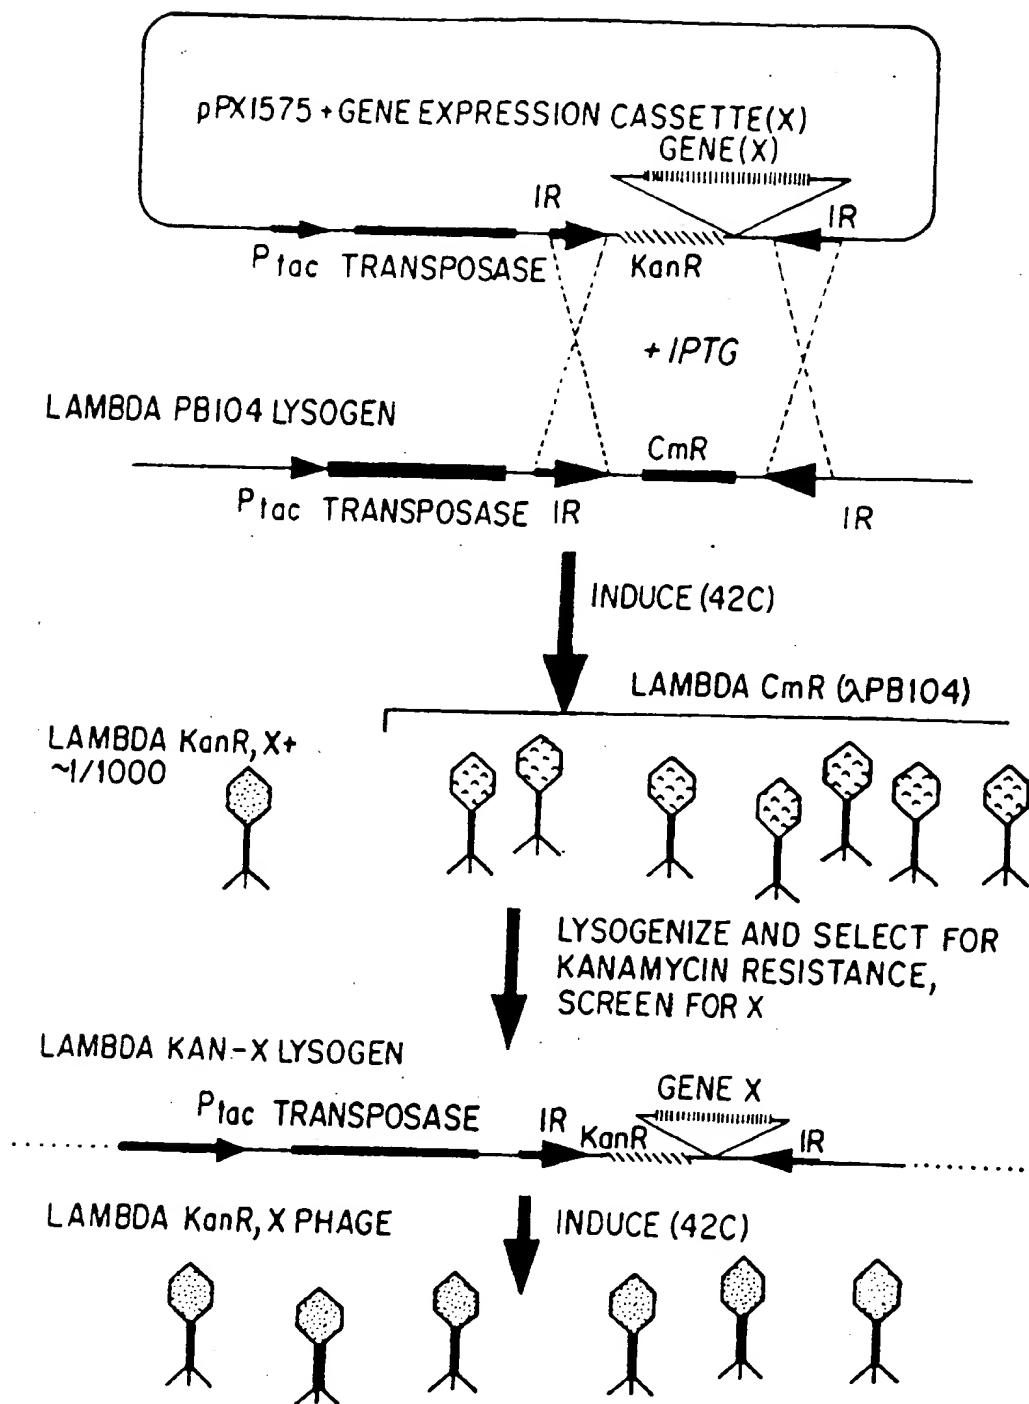 pPX1575 + GENE EXPRESSION CASSETTE(X)
GENE(X)
IR
IR
Ptac TRANSPOSASE
KanR
+ IPTG
LAMBDA PB104 LYSOGEN
CmR
Ptac TRANSPOSASE
IR
IR
INDUCE (42C)
LAMBDA CmR (λPB104)
LAMBDA KanR, X+
~1/1000
LYSOGENIZE AND SELECT FOR
KANAMYCIN RESISTANCE,
SCREEN FOR X
LAMBDA KAN-X LYSOGEN
GENE X
Ptac TRANSPOSASE
IR
KanR
IR
LAMBDA KanR, X PHAGE
INDUCE (42C)